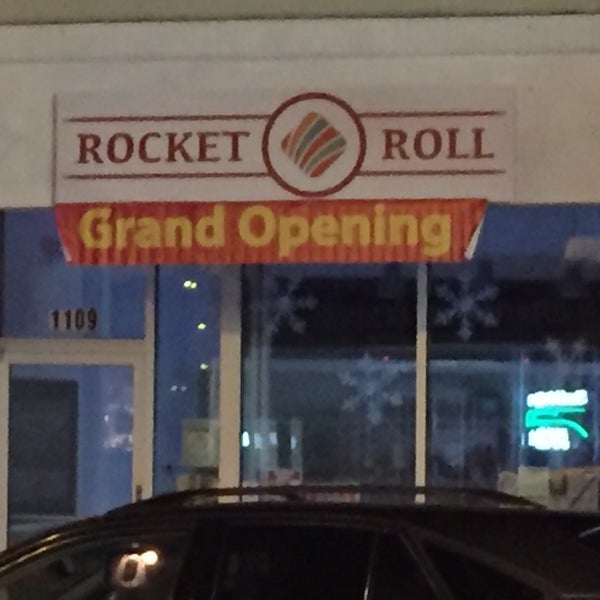 ROCKET ROLL
Grand Opening
1109